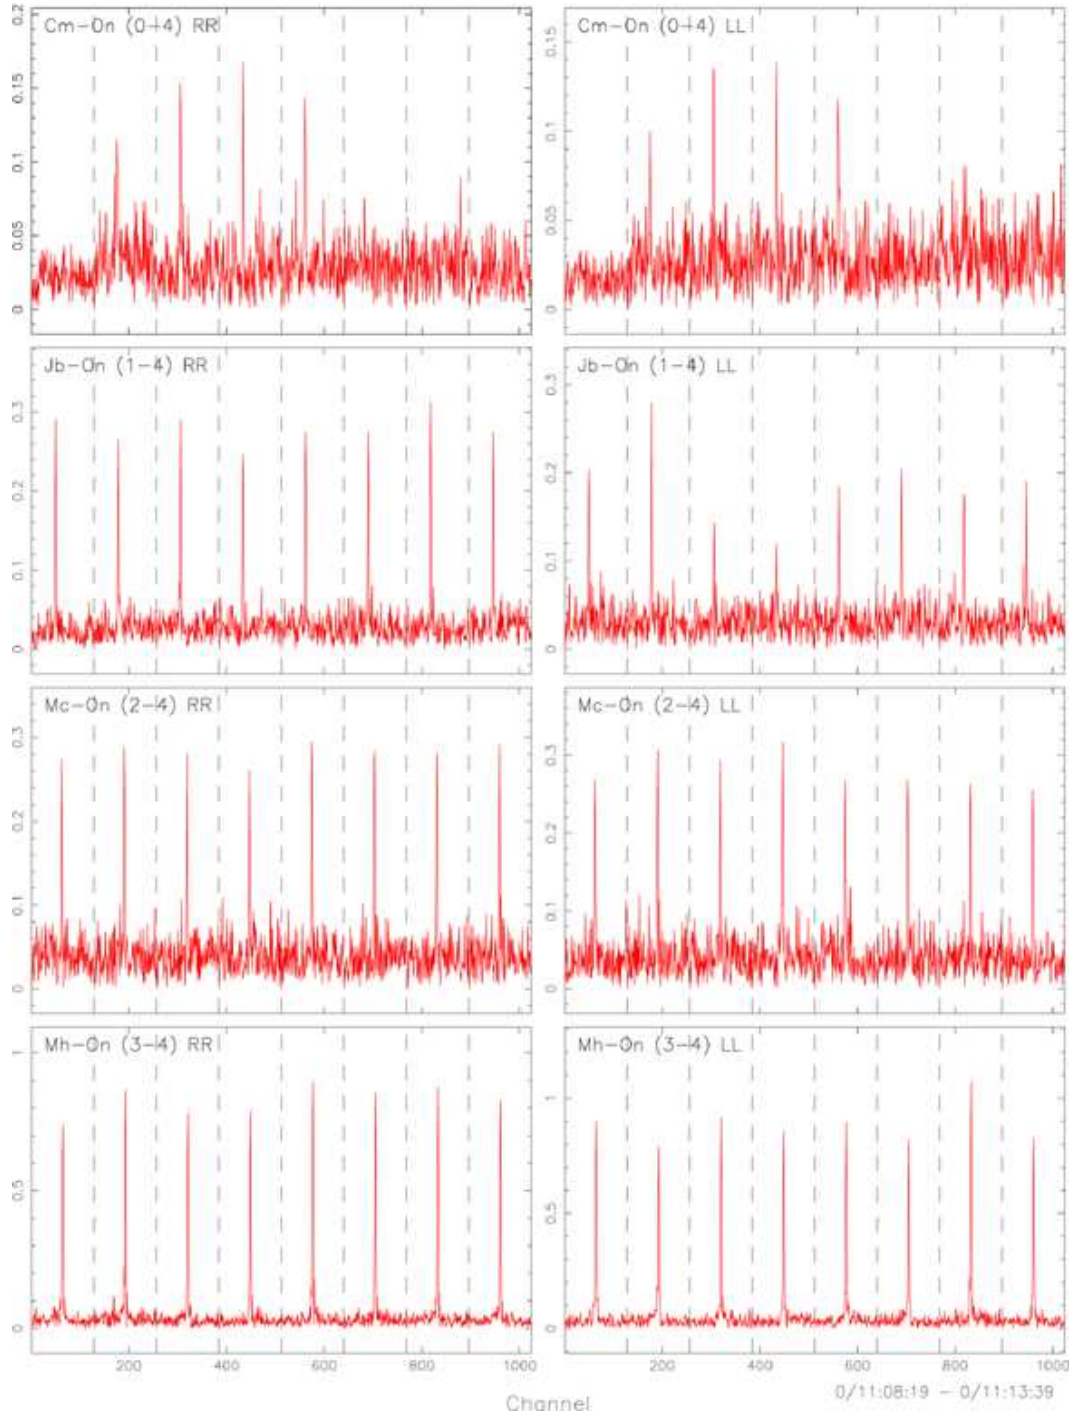 Cm-On (0-4) RR
Cm-On (0-4) LL
0.2
0.15
0.1
0.05
0
0.15
0.1
0.05
0
Jb-On (1-4) RR
Jb-On (1-4) LL
0.3
0.2
0.1
0
0.3
0.2
0.1
0
Mc-On (2-4) RR
Mc-On (2-4) LL
0.3
0.2
0.1
0
0.3
0.2
0.1
0
Mh-On (3-4) RR
Mh-On (3-4) LL
1
0.5
0
1
0.5
0
200 400 600 800 1000
200 400 600 800 1000
Channel
0/11:08:19 - 0/11:13:39